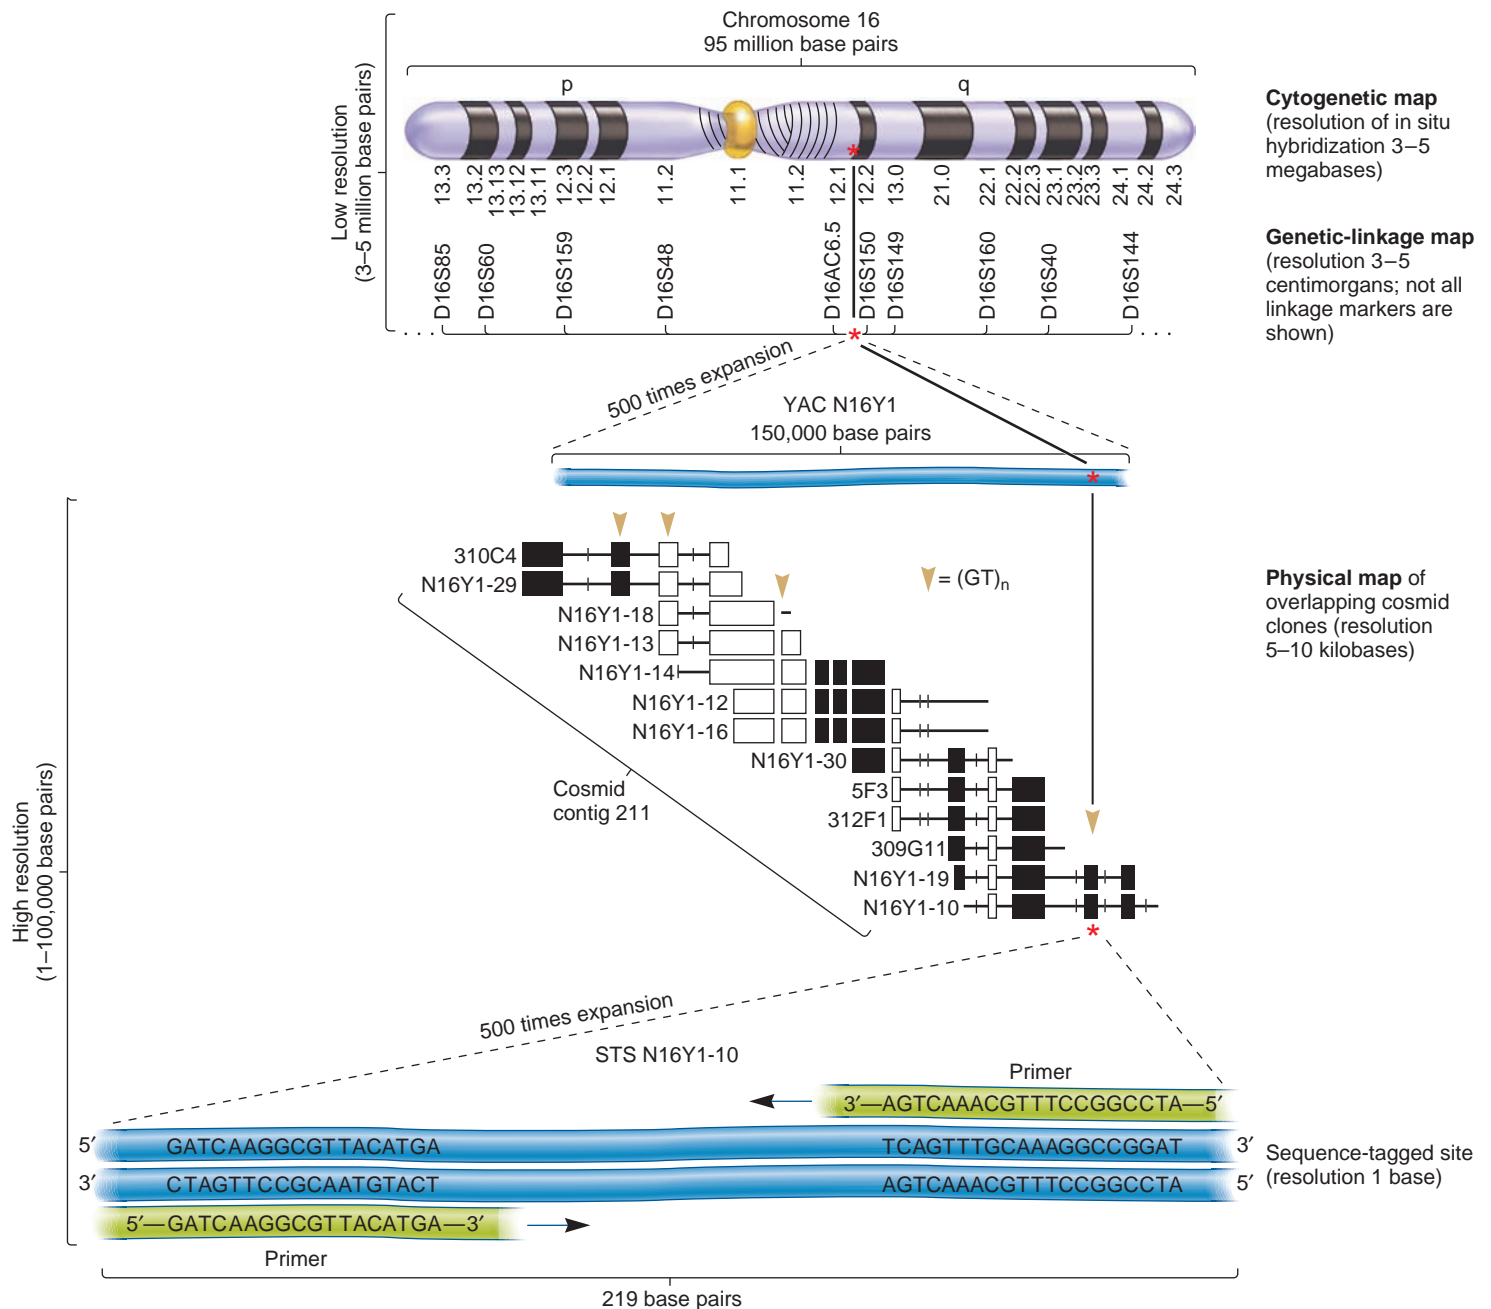 Chromosome 16
95 million base pairs
p
q
Low resolution
(3–5 million base pairs)
13.3
13.2
13.13
13.12
13.11
12.3
12.2
12.1
11.2
11.1
11.2
12.1
12.2
13.0
21.0
22.1
22.2
22.3
23.1
23.2
23.3
24.1
24.2
24.3
Cytogenetic map
(resolution of in situ
hybridization 3–5
megabases)
D16S85
D16S60
D16S159
D16S48
D16AC6.5
D16S150
D16S149
D16S160
D16S40
D16S144
Genetic-linkage map
(resolution 3–5
centimorgans; not all
linkage markers are
shown)
. . .
*
. . .
500 times expansion
YAC N16Y1
150,000 base pairs
*
High resolution
(1–100,000 base pairs)
310C4
N16Y1-29
= (GT)n
N16Y1-18
N16Y1-13
N16Y1-14
N16Y1-12
N16Y1-16
N16Y1-30
5F3
312F1
309G11
N16Y1-19
N16Y1-10
*
Cosmid
contig 211
Physical map of
overlapping cosmid
clones (resolution
5–10 kilobases)
500 times expansion
STS N16Y1-10
Primer
3′—AGTCAAACGTTTCCGGCCTA—5′
5′ GATCAAGGCGTTACATGA TCAGTTTGCAAAGGCCGGAT 3′
3′ CTAGTTCCGCAATGTACT AGTCAAACGTTTCCGGCCTA 5′
5′—GATCAAGGCGTTACATGA—3′
Primer
Sequence-tagged site
(resolution 1 base)
219 base pairs